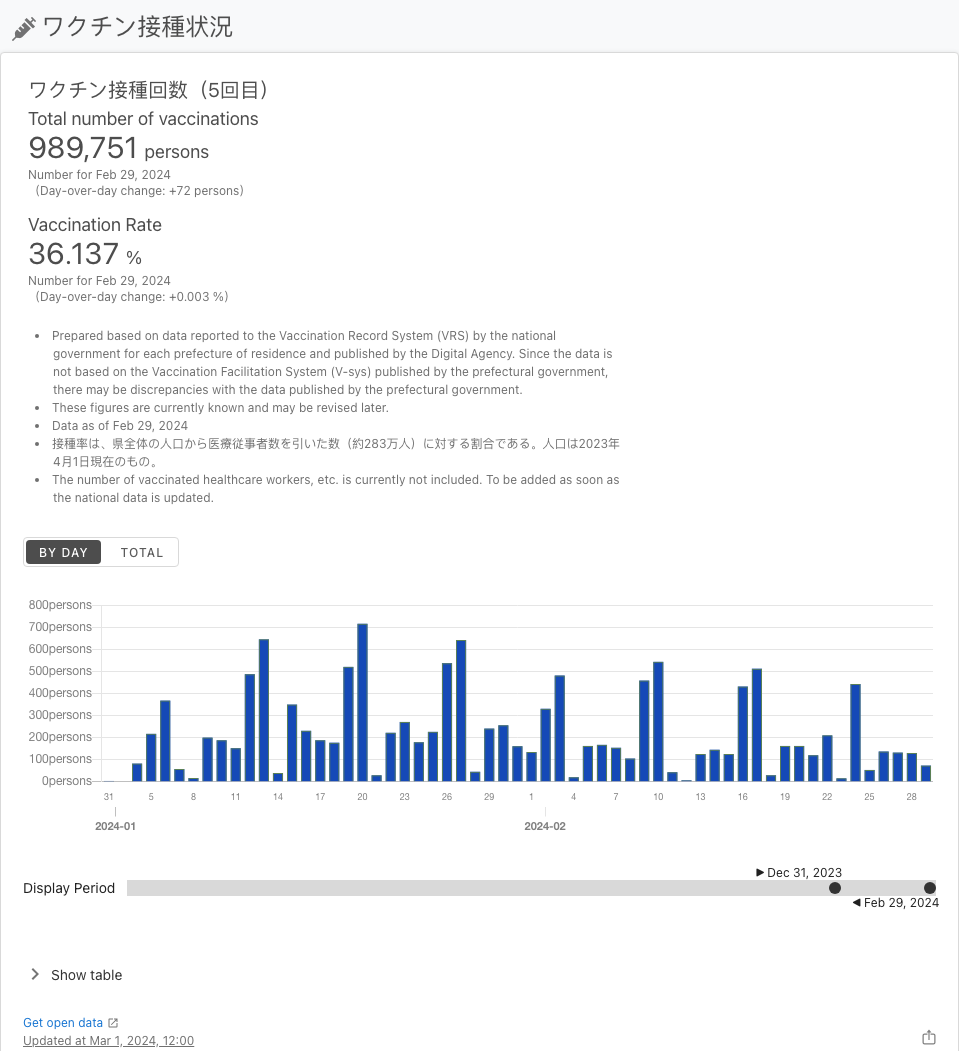 ワクチン接種状況
ワクチン接種回数（5回目）
Total number of vaccinations
989,751 persons
Number for Feb 29, 2024
（Day-over-day change: +72 persons）
Vaccination Rate
36.137 %
Number for Feb 29, 2024
（Day-over-day change: +0.003 %）
• Prepared based on data reported to the Vaccination Record System (VRS) by the national
government for each prefecture of residence and published by the Digital Agency. Since the data is
not based on the Vaccination Facilitation System (V-sys) published by the prefectural government,
there may be discrepancies with the data published by the prefectural government.
• These figures are currently known and may be revised later.
• Data as of Feb 29, 2024
• 接種率は、県全体の人口から医療従事者数を引いた数（約283万人）に対する割合である。人口は2023年
4月1日現在のもの。
• The number of vaccinated healthcare workers, etc. is currently not included. To be added as soon as
the national data is updated.
BY DAY TOTAL
800persons
700persons
600persons
500persons
400persons
300persons
200persons
100persons
0persons
31 5 8 11 14 17 20 23 26 29 1 4 7 10 13 16 19 22 25 28
2024-01 2024-02
Dec 31, 2023
Display Period
Feb 29, 2024
Show table
Get open data
Updated at Mar 1, 2024, 12:00